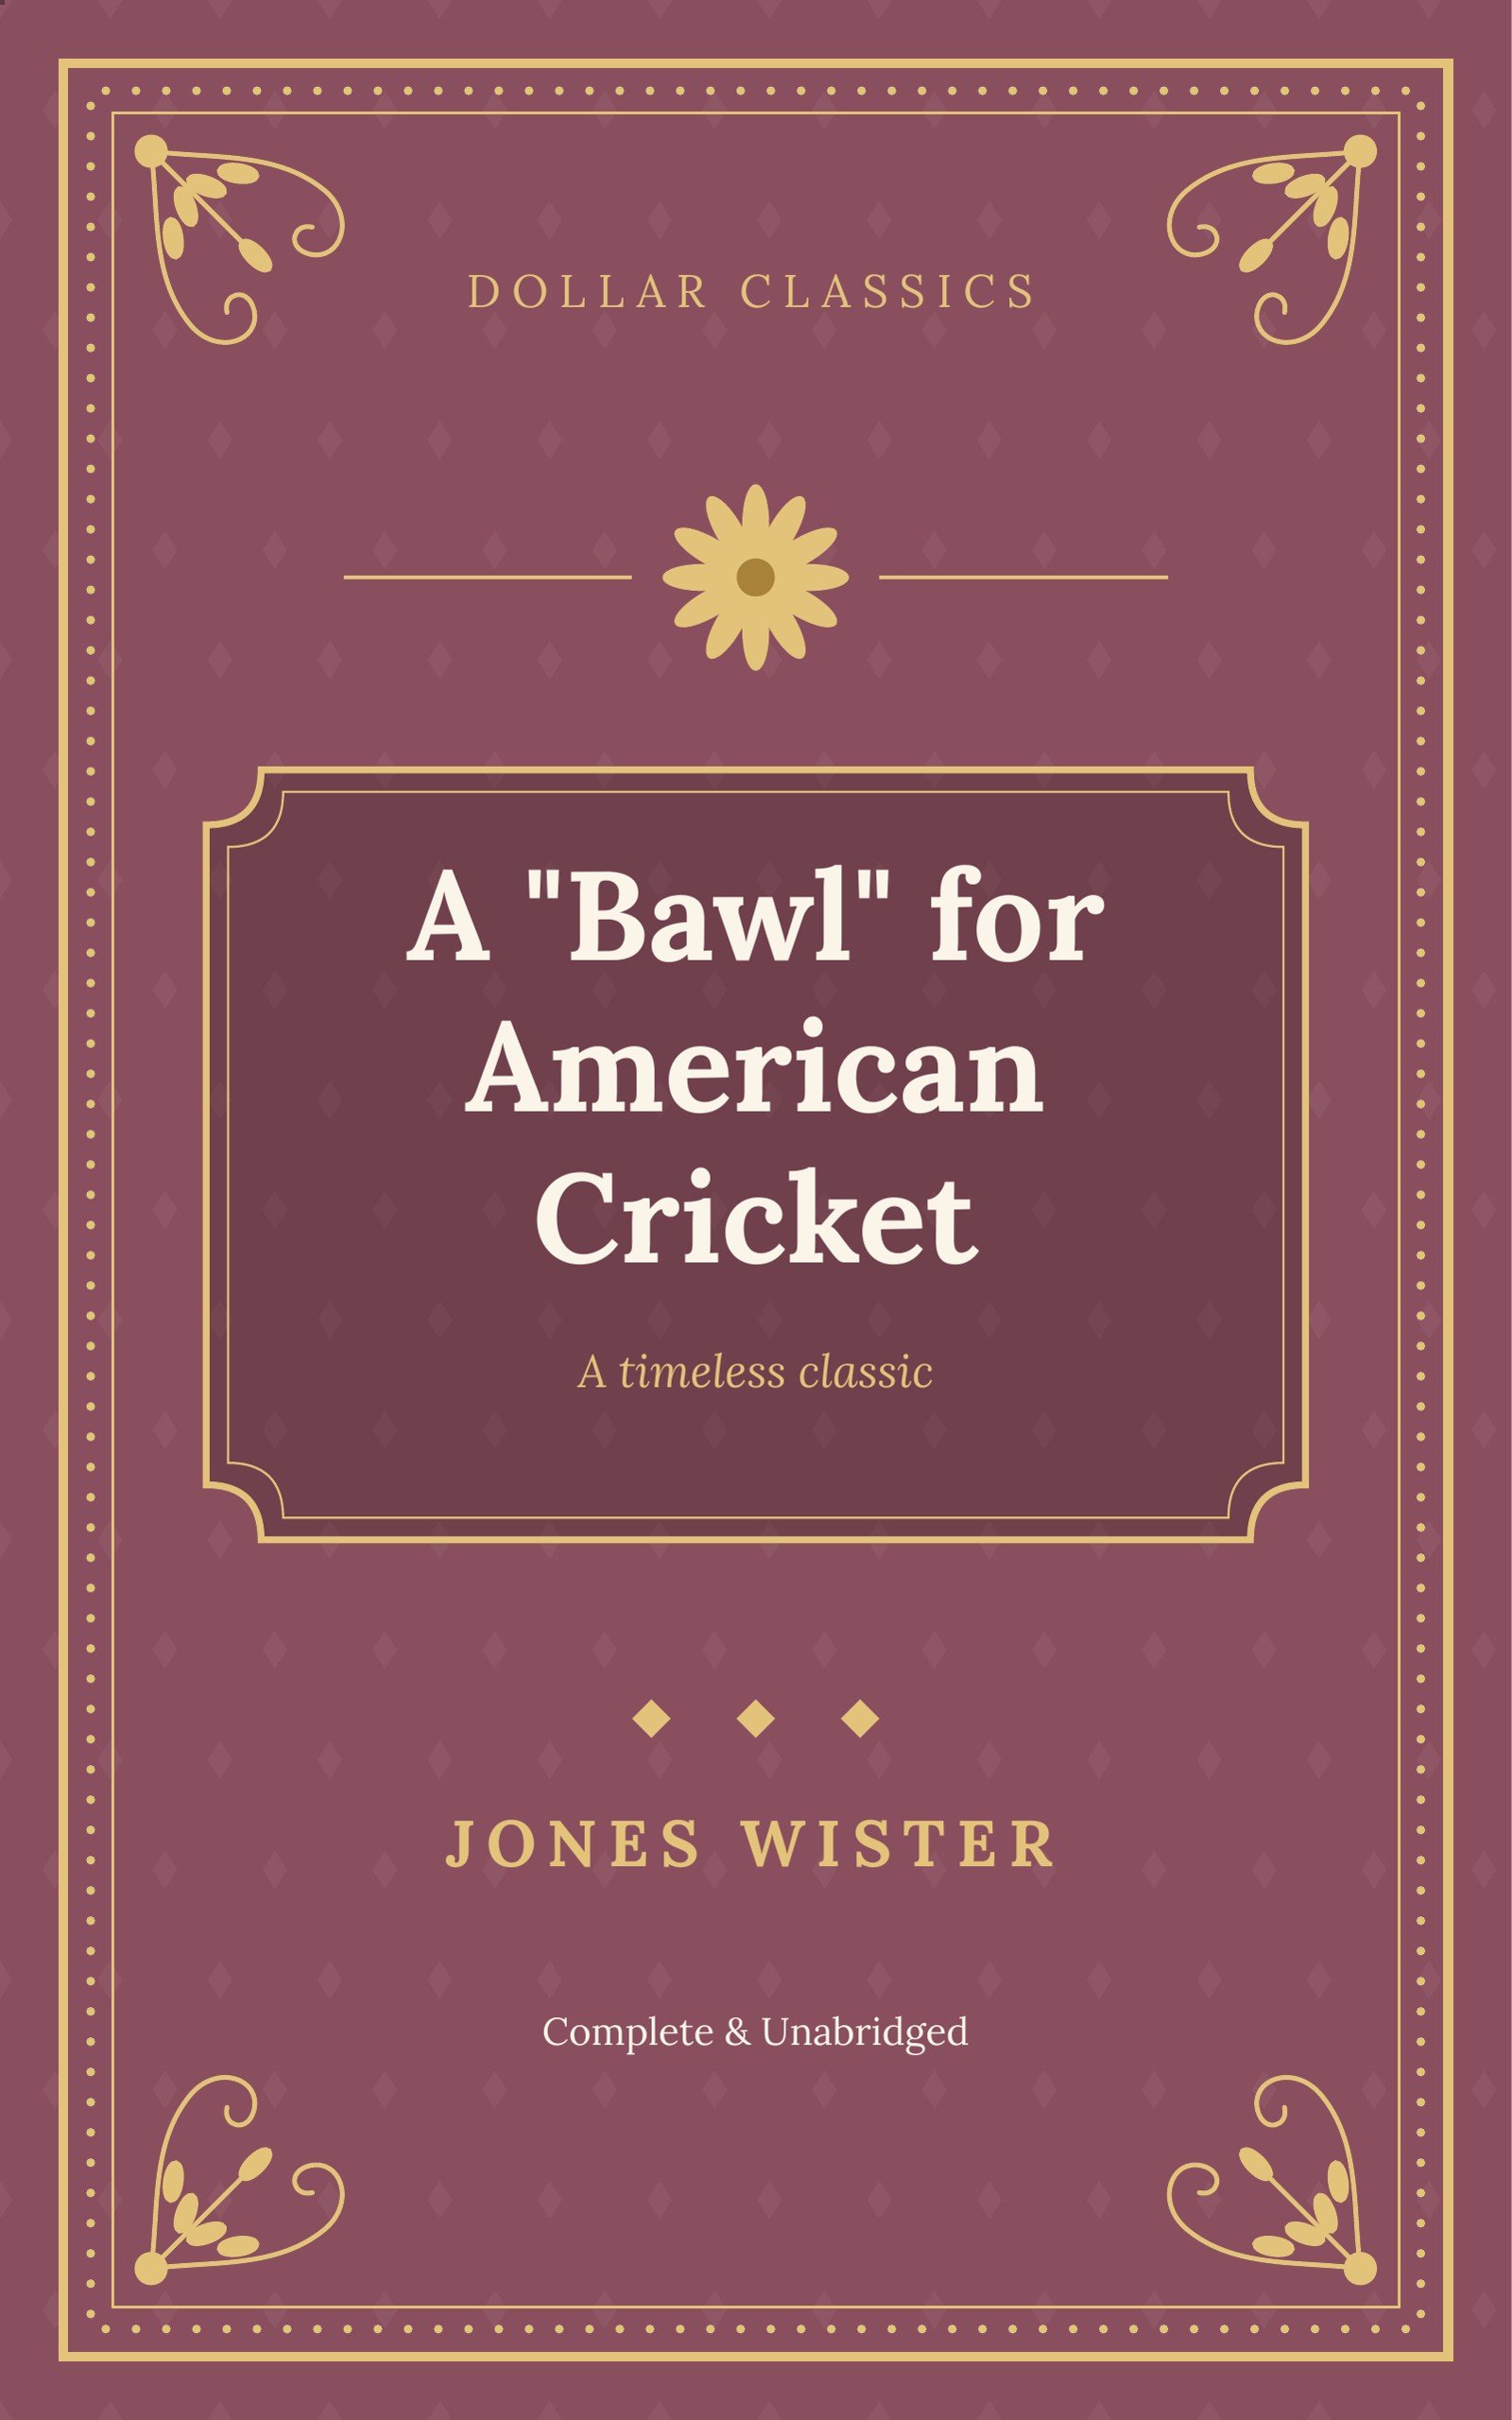 DOLLAR CLASSICS
A "Bawl" for
American
Cricket
A timeless classic
JONES WISTER
Complete & Unabridged